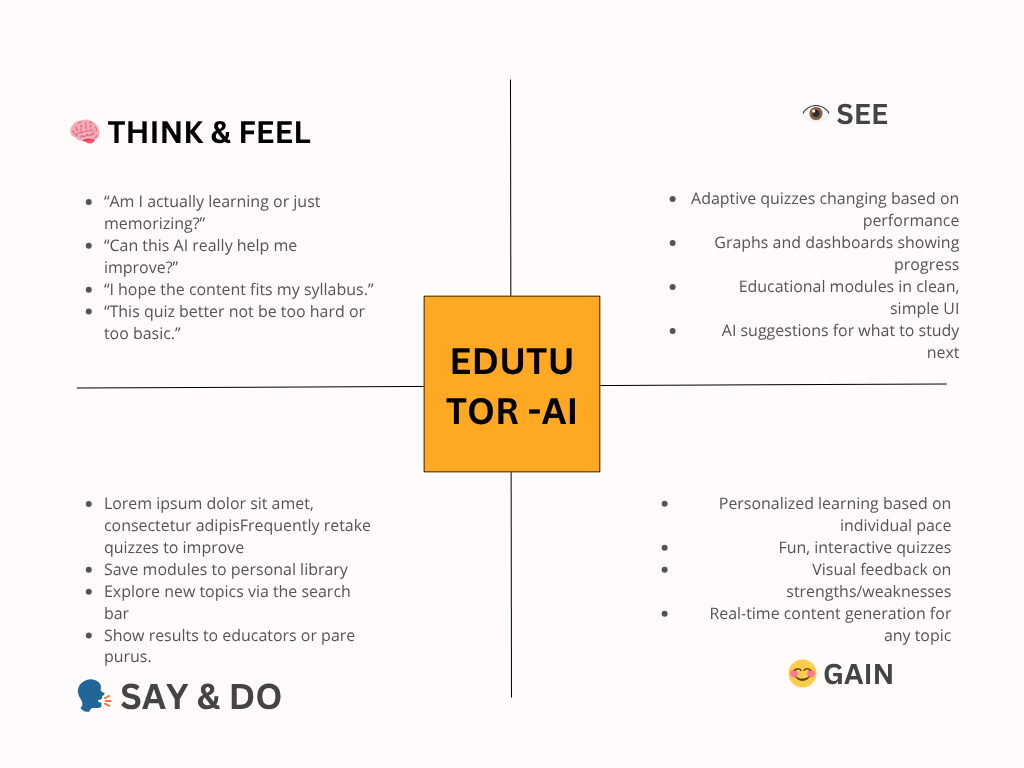 🧠 THINK & FEEL
• “Am I actually learning or just
memorizing?”
• “Can this AI really help me
improve?”
• “I hope the content fits my syllabus.”
• “This quiz better not be too hard or
too basic.”
👁️ SEE
• Adaptive quizzes changing based on
performance
• Graphs and dashboards showing
progress
• Educational modules in clean,
simple UI
• AI suggestions for what to study
next
EDUTU
TOR -AI
• Lorem ipsum dolor sit amet,
consectetur adipisFrequently retake
quizzes to improve
• Save modules to personal library
• Explore new topics via the search
bar
• Show results to educators or pare
purus.
🗣️ SAY & DO
• Personalized learning based on
individual pace
• Fun, interactive quizzes
• Visual feedback on
strengths/weaknesses
• Real-time content generation for
any topic
😊 GAIN